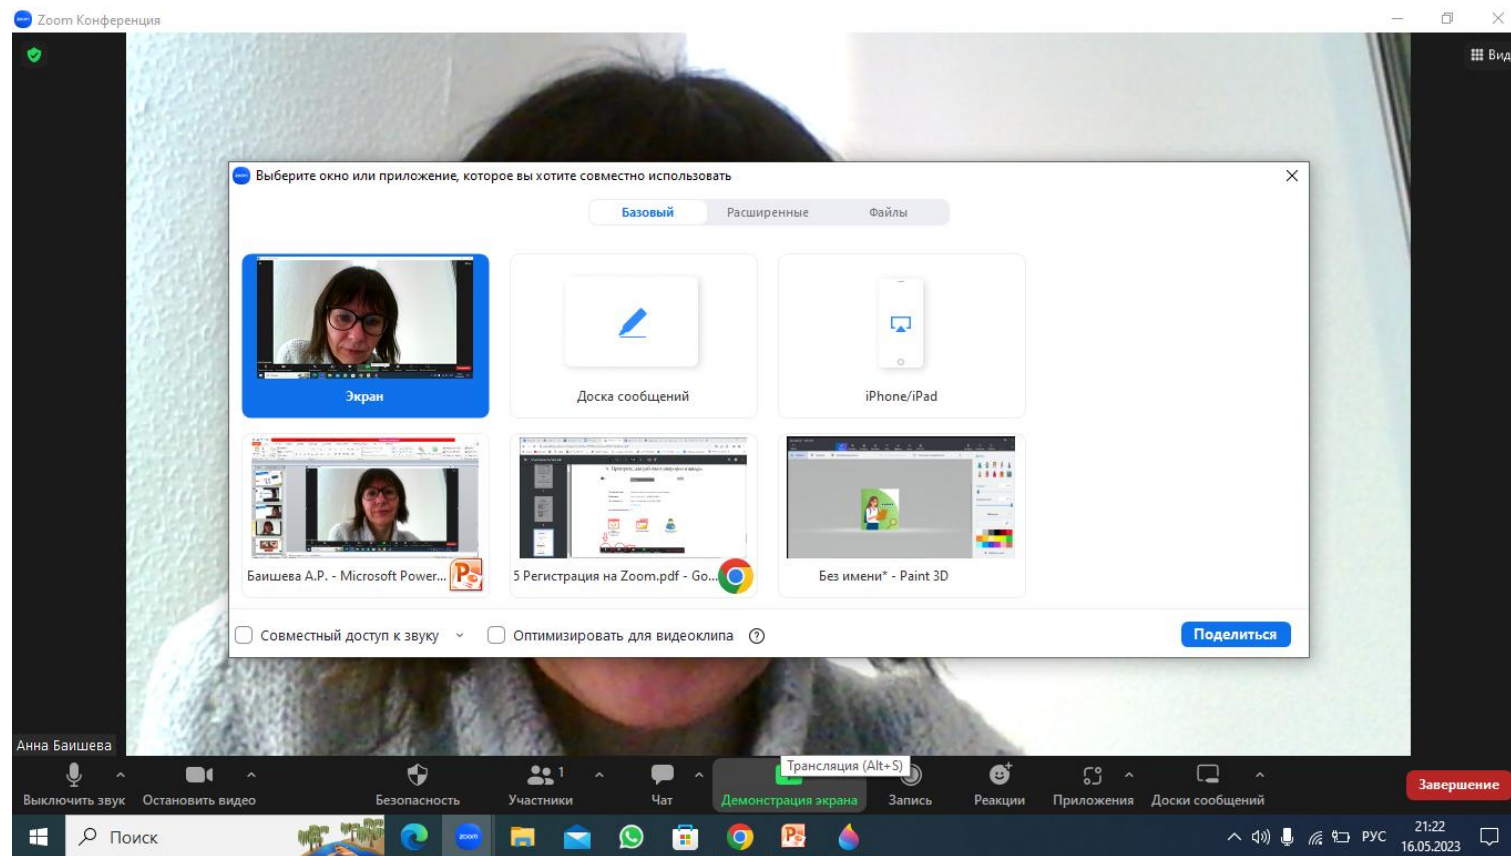 Zoom Конференция
Вид
Выберите окно или приложение, которое вы хотите совместно использовать
Базовый Расширенные Файлы
Экран Доска сообщений iPhone/iPad
Баишева А.Р. - Microsoft Power... 5 Регистрация на Zoom.pdf - Go... Без имени* - Paint 3D
Совместный доступ к звуку Оптимизировать для видеоклипа
Поделиться
Анна Баишева
Трансляция (Alt+S)
1
Выключить звук Остановить видео Безопасность Участники Чат Демонстрация экрана Запись Реакции Приложения Доски сообщений Завершение
Поиск zoom РУС 21:22
16.05.2023